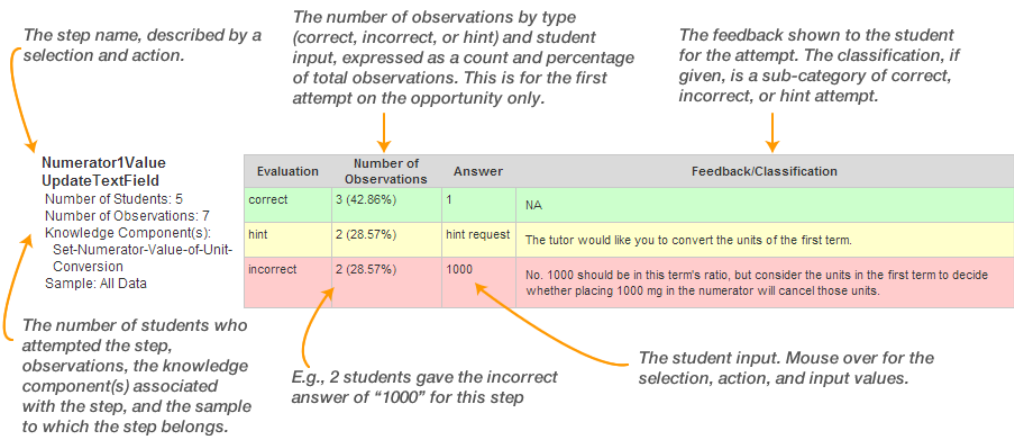 The step name, described by a
selection and action.
The number of observations by type
(correct, incorrect, or hint) and student
input, expressed as a count and percentage
of total observations. This is for the first
attempt on the opportunity only.
The feedback shown to the student
for the attempt. The classification, if
given, is a sub-category of correct,
incorrect, or hint attempt.
Numerator1Value
UpdateTextField
Number of Students: 5
Number of Observations: 7
Knowledge Component(s):
Set-Numerator-Value-of-Unit-
Conversion
Sample: All Data
Evaluation Number of Observations Answer Feedback/Classification
correct 3 (42.86%) 1 NA
hint 2 (28.57%) hint request The tutor would like you to convert the units of the first term.
incorrect 2 (28.57%) 1000 No. 1000 should be in this term's ratio, but consider the units in the first term to decide
whether placing 1000 mg in the numerator will cancel those units.
The number of students who
attempted the step,
observations, the knowledge
component(s) associated
with the step, and the sample
to which the step belongs.
E.g., 2 students gave the incorrect
answer of “1000” for this step
The student input. Mouse over for the
selection, action, and input values.